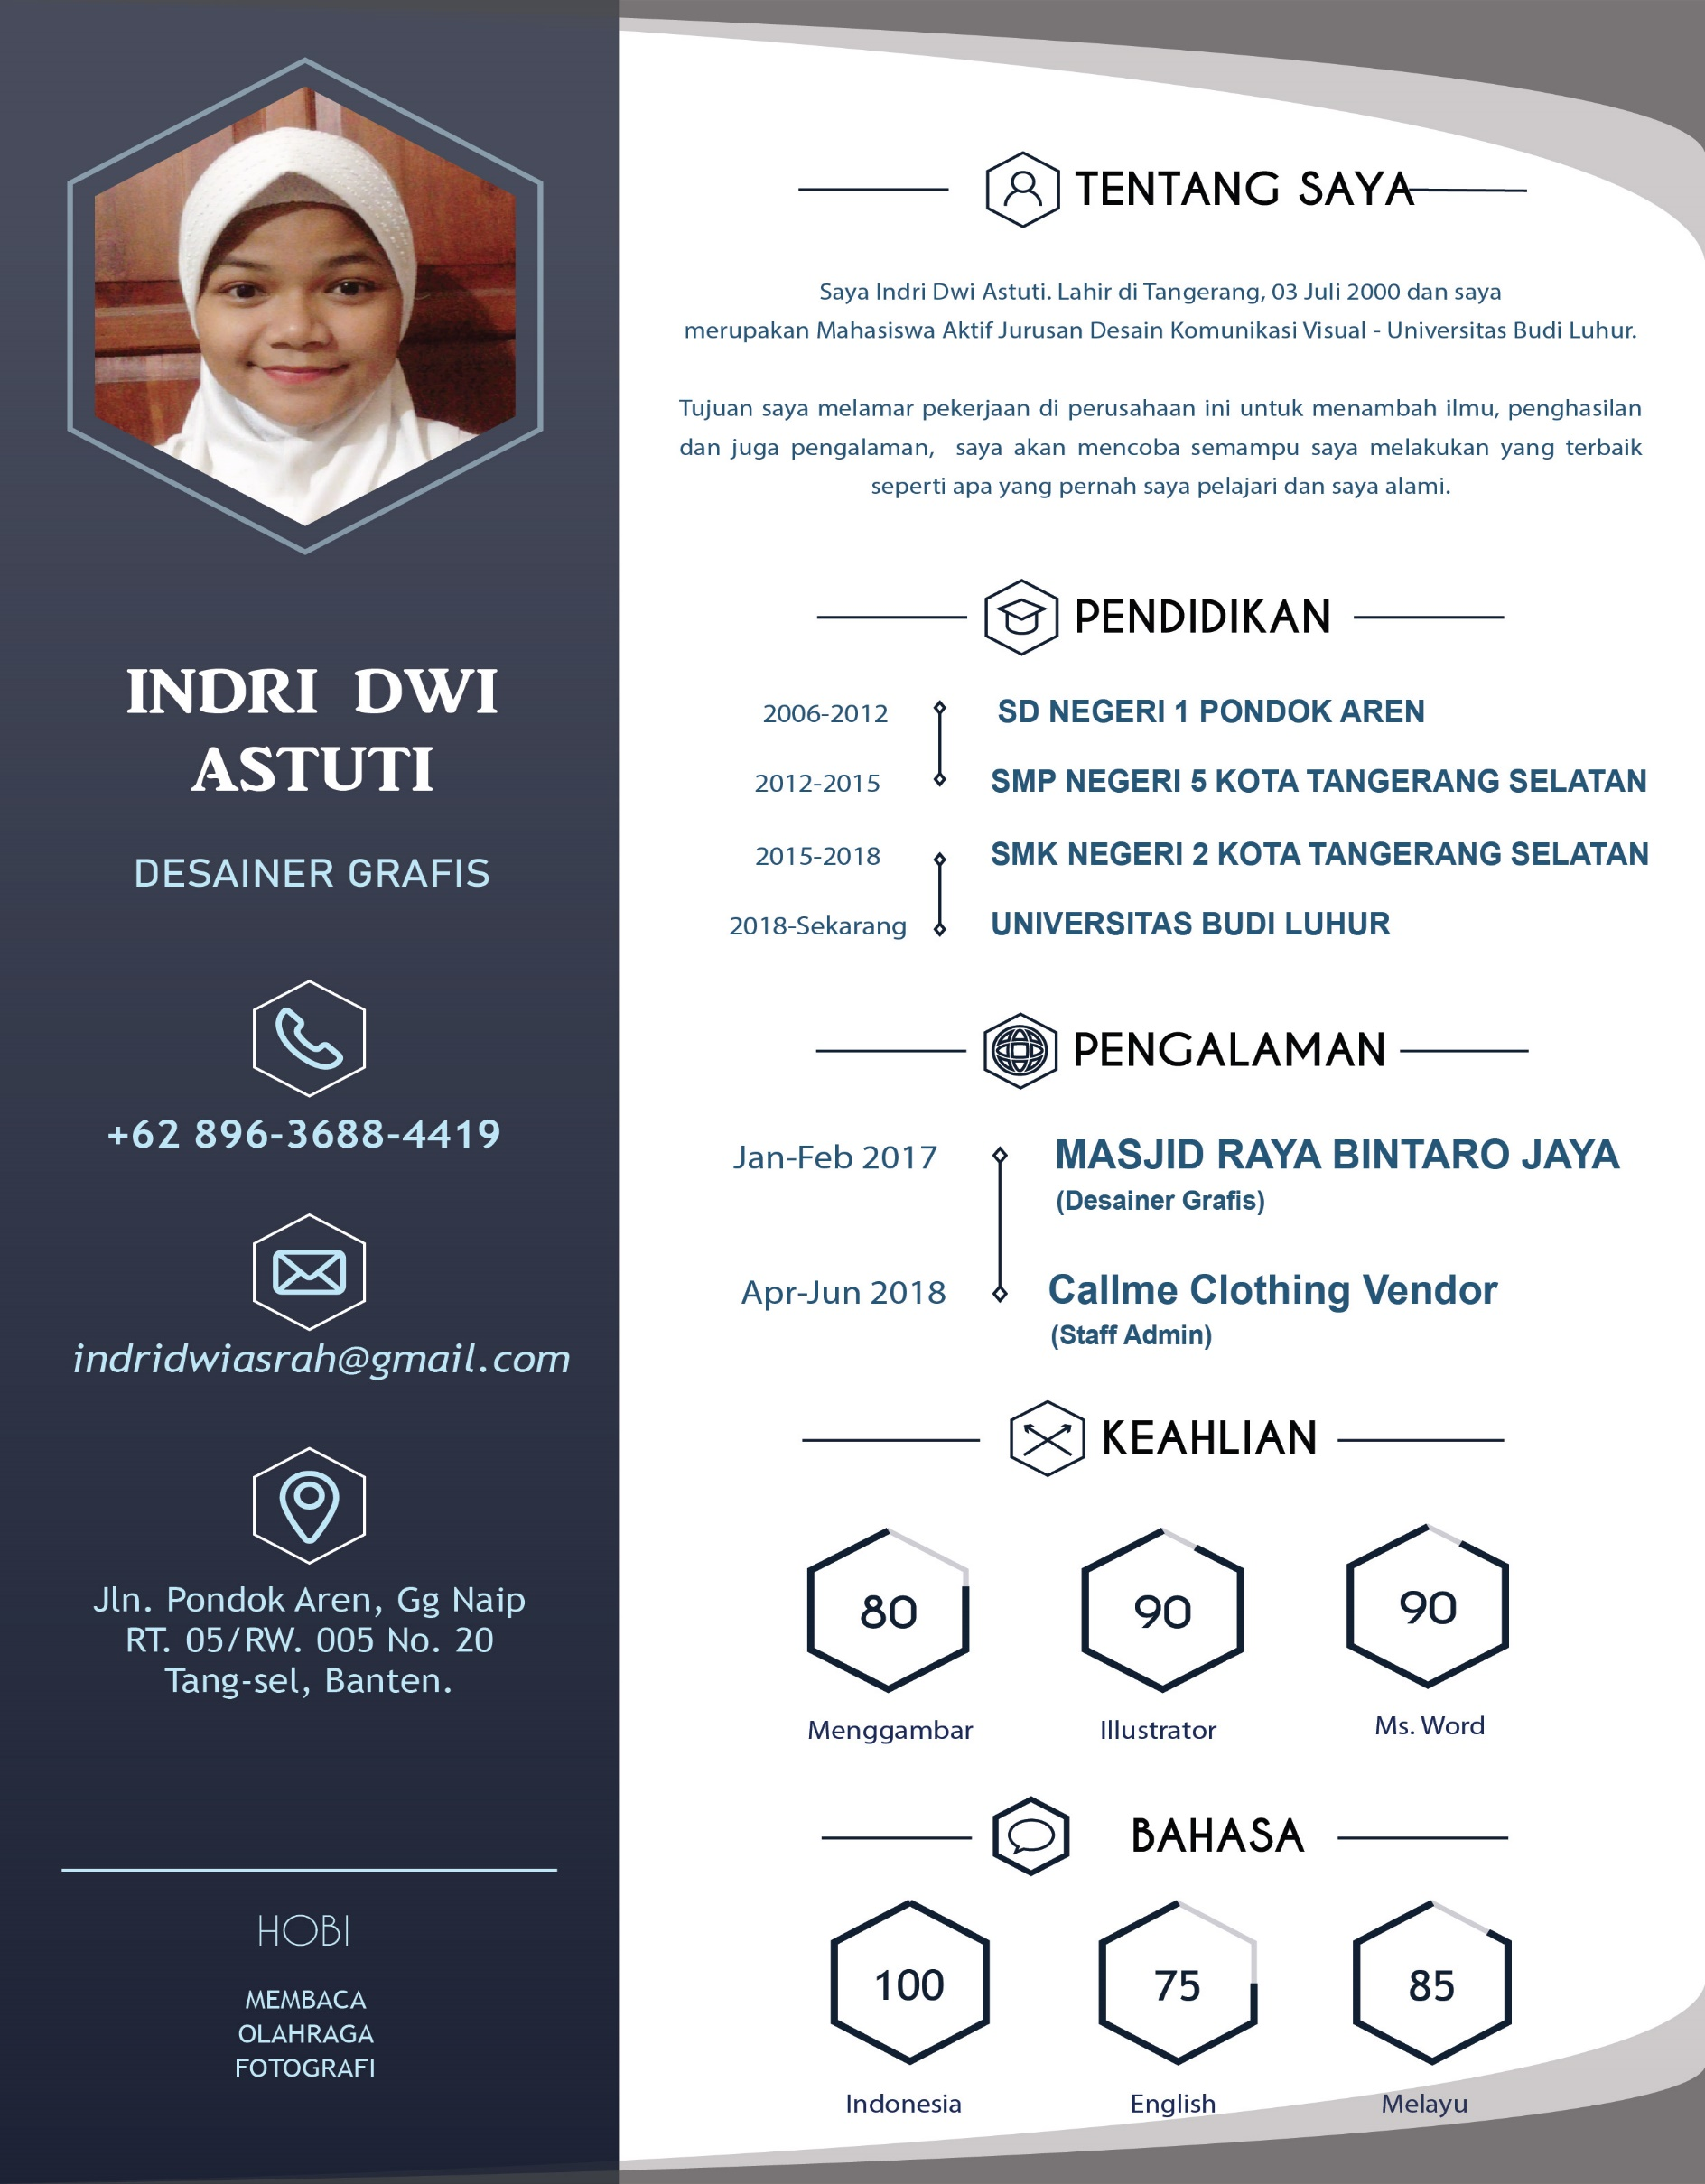 INDRI DWI
ASTUTI
DESAINER GRAFIS
+62 896-3688-4419
indridwiasrah@gmail.com
Jln. Pondok Aren, Gg Naip
RT. 05/RW. 005 No. 20
Tang-sel, Banten.
HOBI
MEMBACA
OLAHRAGA
FOTOGRAFI
TENTANG SAYA
Saya Indri Dwi Astuti. Lahir di Tangerang, 03 Juli 2000 dan saya
merupakan Mahasiswa Aktif Jurusan Desain Komunikasi Visual - Universitas Budi Luhur.
Tujuan saya melamar pekerjaan di perusahaan ini untuk menambah ilmu, penghasilan
dan juga pengalaman, saya akan mencoba semampu saya melakukan yang terbaik
seperti apa yang pernah saya pelajari dan saya alami.
PENDIDIKAN
2006-2012 SD NEGERI 1 PONDOK AREN
2012-2015 SMP NEGERI 5 KOTA TANGERANG SELATAN
2015-2018 SMK NEGERI 2 KOTA TANGERANG SELATAN
2018-Sekarang UNIVERSITAS BUDI LUHUR
PENGALAMAN
Jan-Feb 2017 MASJID RAYA BINTARO JAYA
(Desainer Grafis)
Apr-Jun 2018 Callme Clothing Vendor
(Staff Admin)
KEAHLIAN
80 90 90
Menggambar Illustrator Ms. Word
BAHASA
100 75 85
Indonesia English Melayu